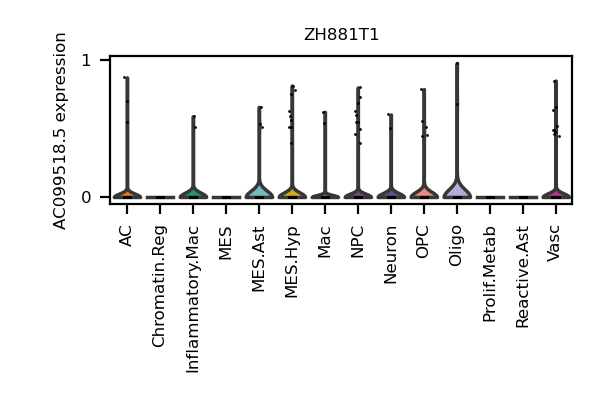 ZH881T1
AC099518.5 expression
1
0
AC
Chromatin.Reg
Inflammatory.Mac
MES
MES.Ast
MES.Hyp
Mac
NPC
Neuron
OPC
Oligo
Prolif.Metab
Reactive.Ast
Vasc